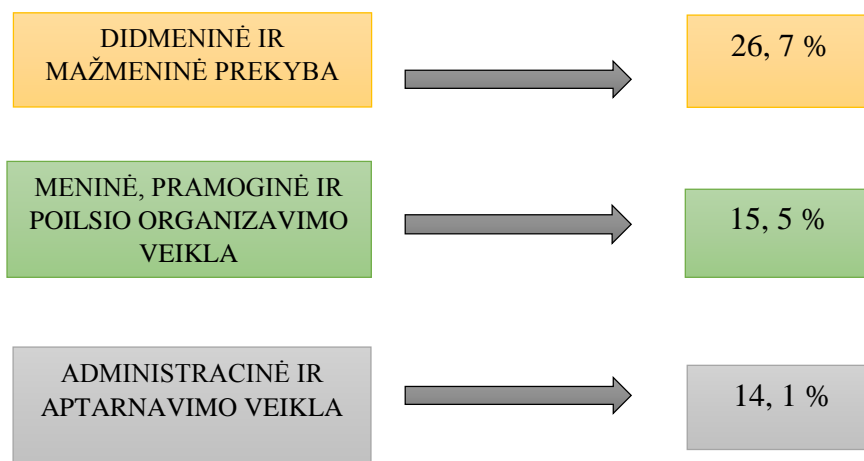 DIDMENINĖ IR
MAŽMENINĖ PREKYBA
26, 7 %
MENINĖ, PRAMOGINĖ IR
POILSIO ORGANIZAVIMO
VEIKLA
15, 5 %
ADMINISTRACINĖ IR
APTARNAVIMO VEIKLA
14, 1 %